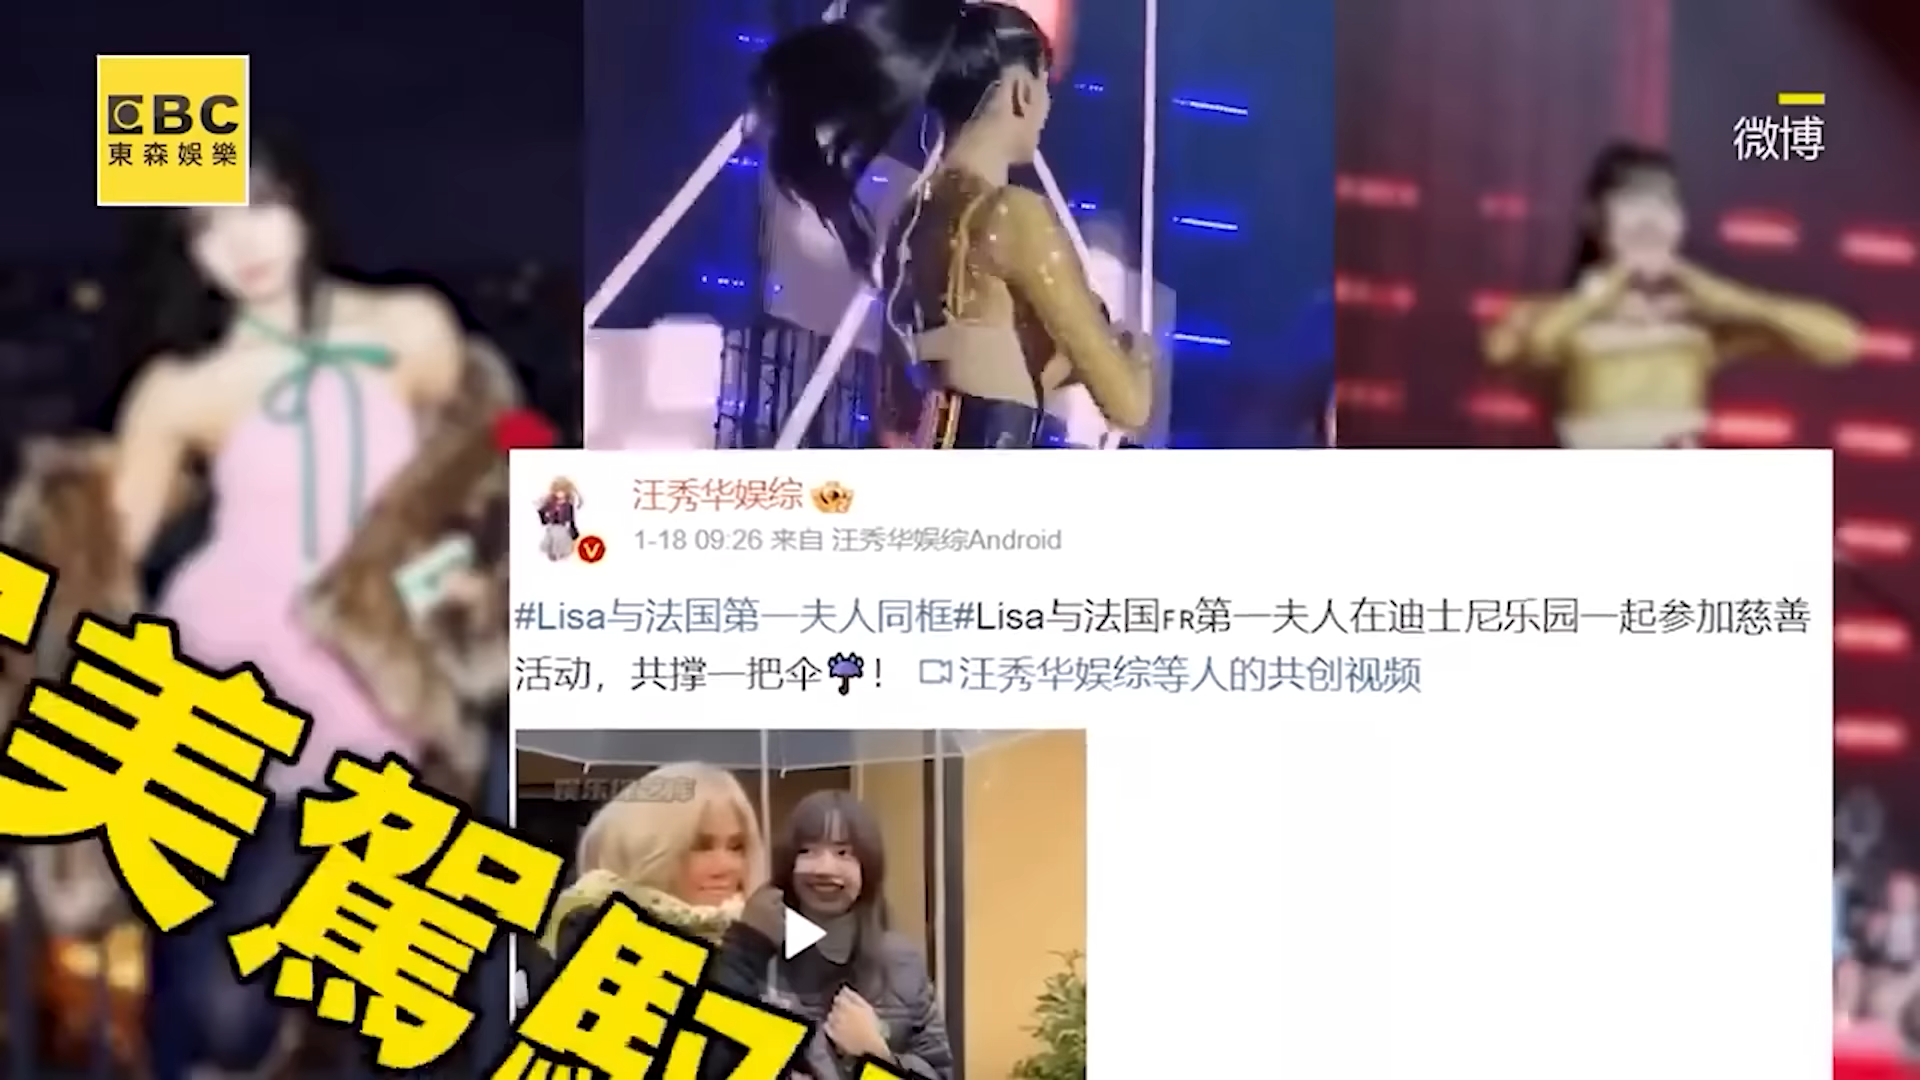 EBC
東森娛樂
微博
汪秀华娱综
1-18 09:26 来自 汪秀华娱综Android
#Lisa与法国第一夫人同框#Lisa与法国FR第一夫人在迪士尼乐园一起参加慈善
活动，共撑一把伞☔！ 汪秀华娱综等人的共创视频
美駕馭